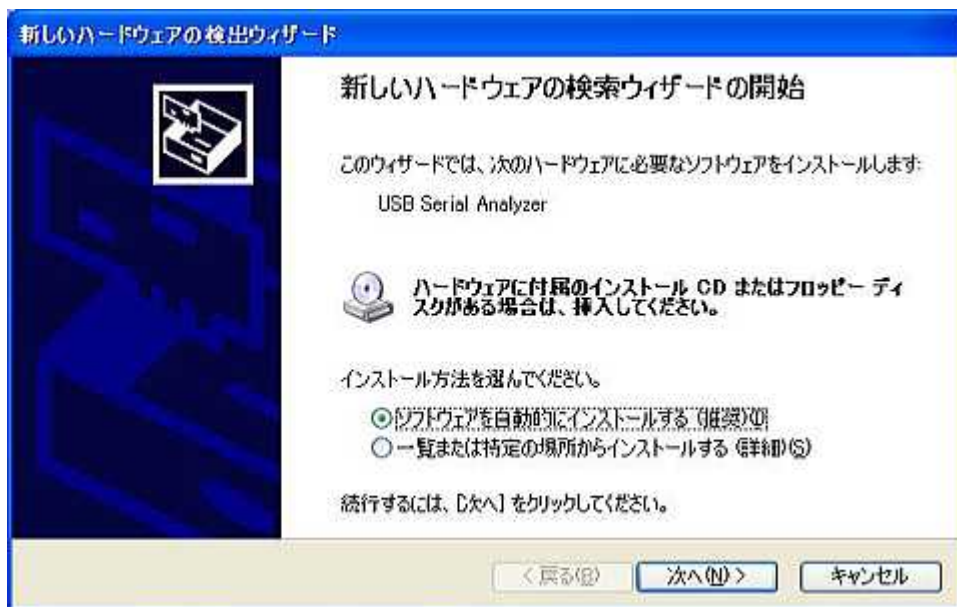 新しいハードウェアの検出ウィザード
新しいハードウェアの検索ウィザードの開始
このウィザードでは、次のハードウェアに必要なソフトウェアをインストールします:
USB Serial Analyzer
ハードウェアに付属のインストール CD またはフロッピー ディ
スクがある場合は、挿入してください。
インストール方法を選んでください。
ソフトウェアを自動的にインストールする (推奨)(I)
一覧または特定の場所からインストールする (詳細)(S)
続行するには、[次へ] をクリックしてください。
< 戻る(B)
次へ(N) >
キャンセル